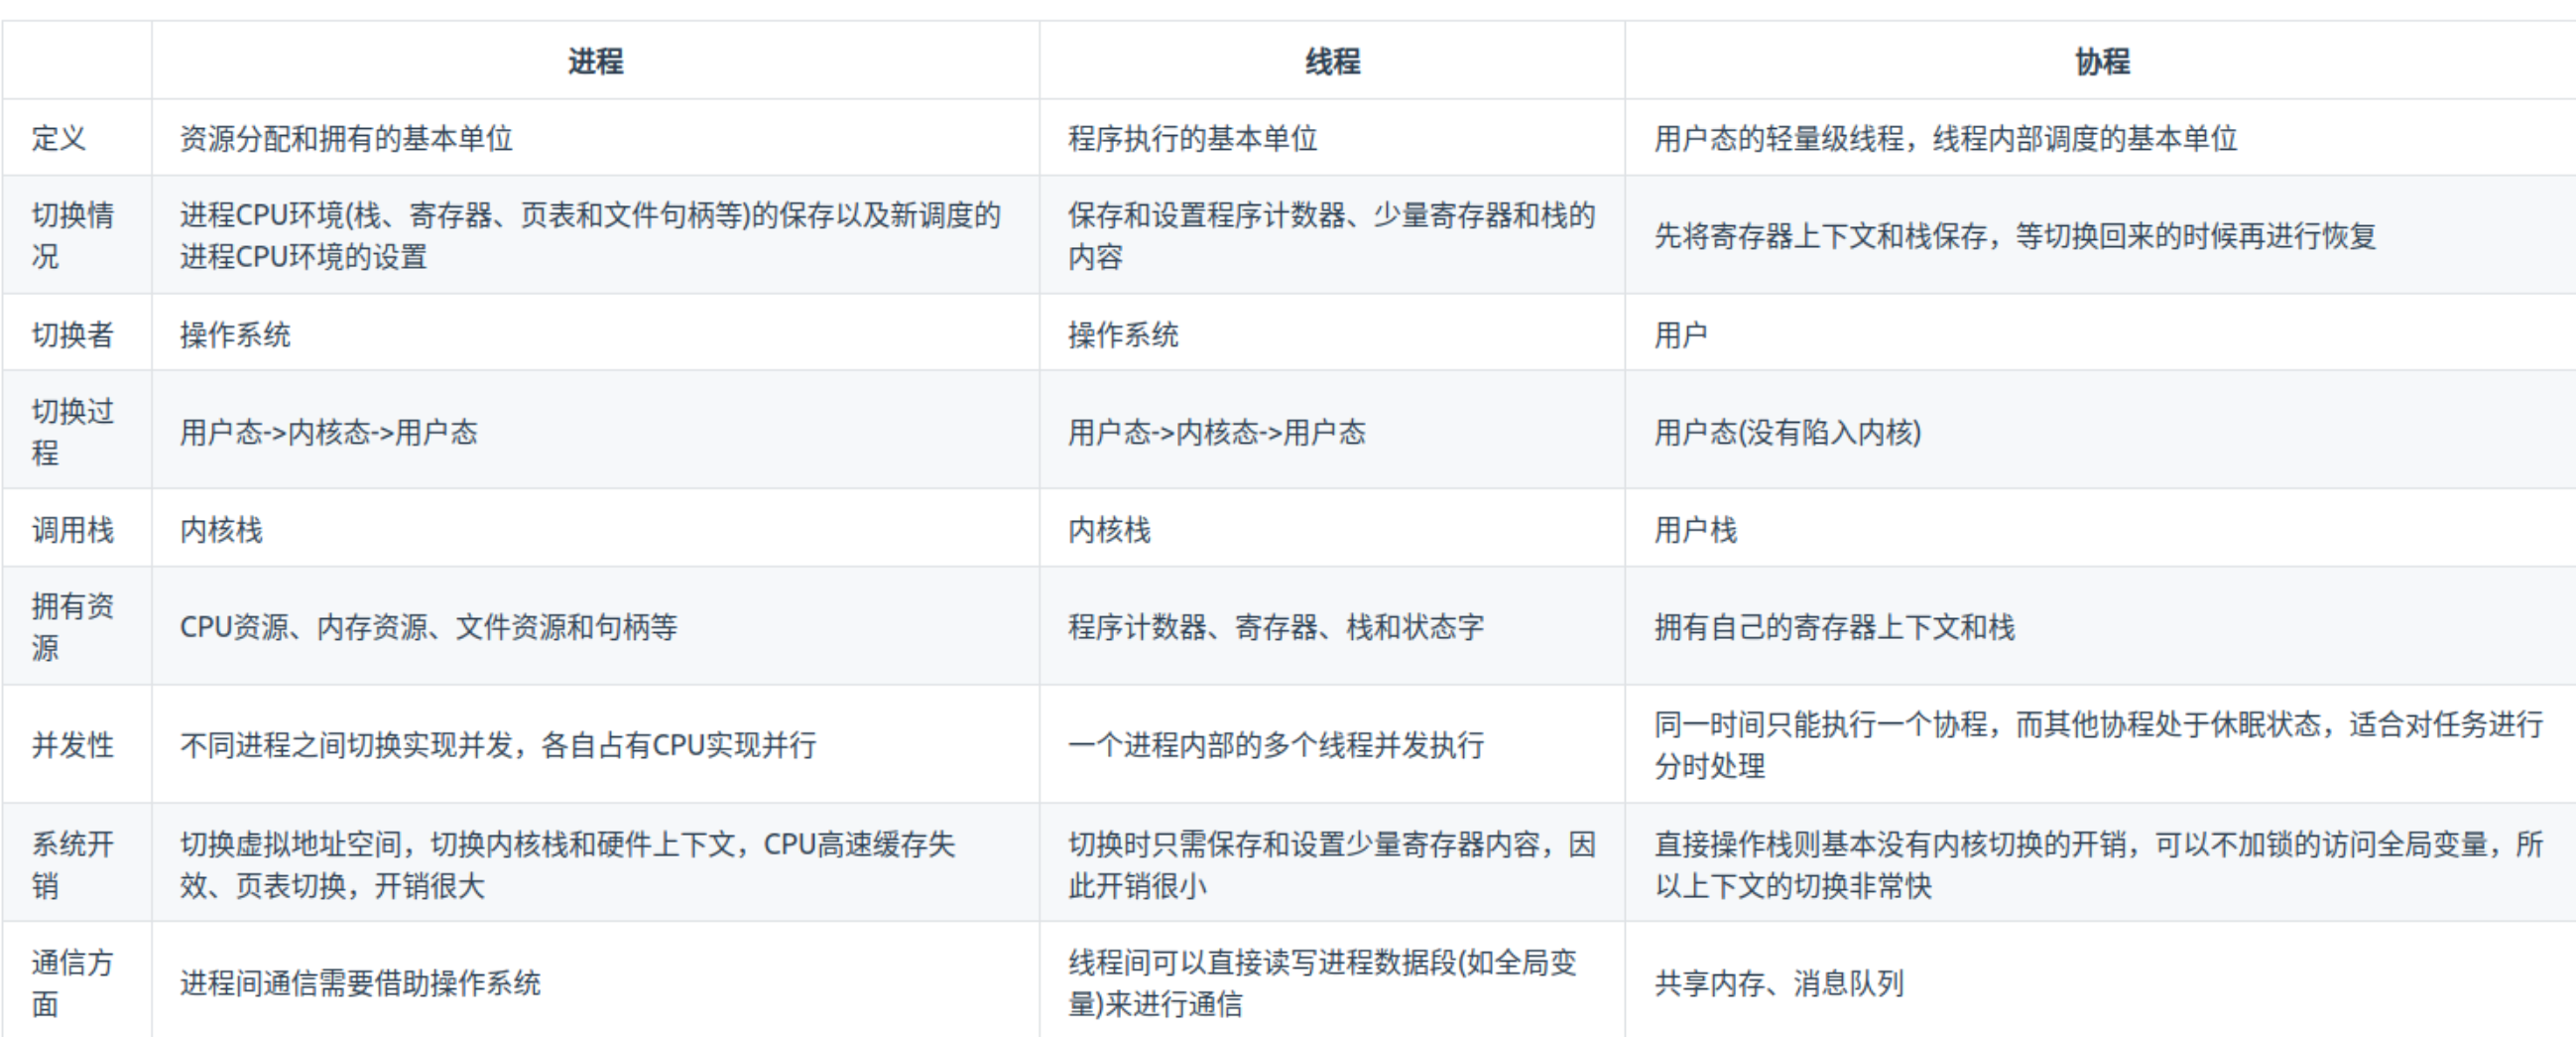 进程 线程 协程
定义 资源分配和拥有的基本单位 程序执行的基本单位 用户态的轻量级线程，线程内部调度的基本单位
切换情况 进程CPU环境(栈、寄存器、页表和文件句柄等)的保存以及新调度的进程CPU环境的设置 保存和设置程序计数器、少量寄存器和栈的内容 先将寄存器上下文和栈保存，等切换回来的时候再进行恢复
切换者 操作系统 操作系统 用户
切换过程 用户态->内核态->用户态 用户态->内核态->用户态 用户态(没有陷入内核)
调用栈 内核栈 内核栈 用户栈
拥有资源 CPU资源、内存资源、文件资源和句柄等 程序计数器、寄存器、栈和状态字 拥有自己的寄存器上下文和栈
并发性 不同进程之间切换实现并发，各自占有CPU实现并行 一个进程内部的多个线程并发执行 同一时间只能执行一个协程，而其他协程处于休眠状态，适合对任务进行分时处理
系统开销 切换虚拟地址空间，切换内核栈和硬件上下文，CPU高速缓存失效、页表切换，开销很大 切换时只需保存和设置少量寄存器内容，因此开销很小 直接操作栈则基本没有内核切换的开销，可以不加锁的访问全局变量，所以上下文的切换非常快
通信方面 进程间通信需要借助操作系统 线程间可以直接读写进程数据段(如全局变量)来进行通信 共享内存、消息队列